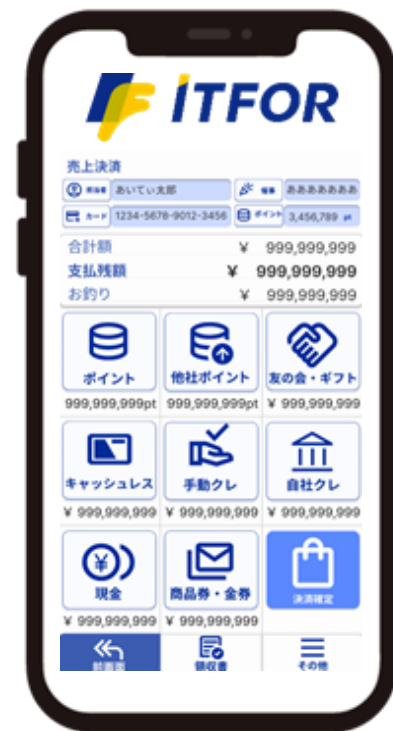 ITFOR
売上決済
担当者 あいてぃ太郎 ああああああ
カード 1234-5678-9012-3456 ポイント 3,456,789 pt
合計額 ¥ 999,999,999
支払残額 ¥ 999,999,999
お釣り ¥ 999,999,999
ポイント 他社ポイント 友の会・ギフト
999,999,999pt 999,999,999pt ¥ 999,999,999
キャッシュレス 手動クレ 自社クレ
¥ 999,999,999 ¥ 999,999,999 ¥ 999,999,999
現金 商品券・金券 決済確定
¥ 999,999,999 ¥ 999,999,999
前画面 領収書 その他